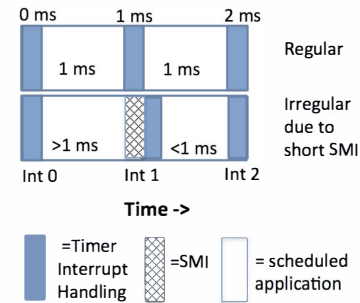 0 ms 1 ms 2 ms
1 ms 1 ms
Regular
>1 ms <1 ms
Irregular
due to
short SMI
Int 0 Int 1 Int 2
Time ->
=Timer
Interrupt
Handling
=SMI
= scheduled
application